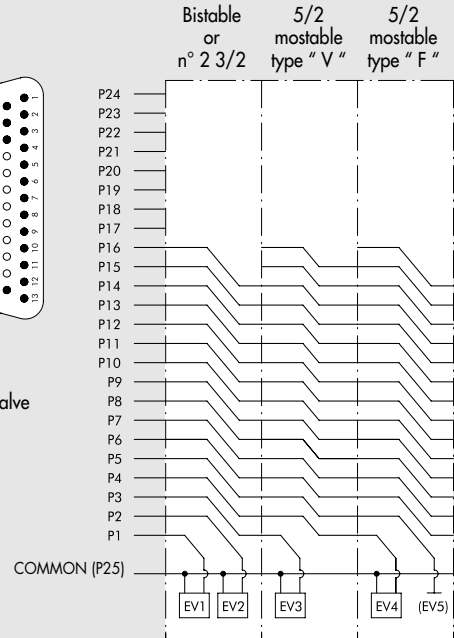 Bistable
or
n° 2 3/2
5/2
mostable
type “ V “
5/2
mostable
type “ F “
1
2
3
4
5
6
7
8
9
10
11
12
13
alve
P24
P23
P22
P21
P20
P19
P18
P17
P16
P15
P14
P13
P12
P11
P10
P9
P8
P7
P6
P5
P4
P3
P2
P1
COMMON (P25)
EV1
EV2
EV3
EV4
(EV5)